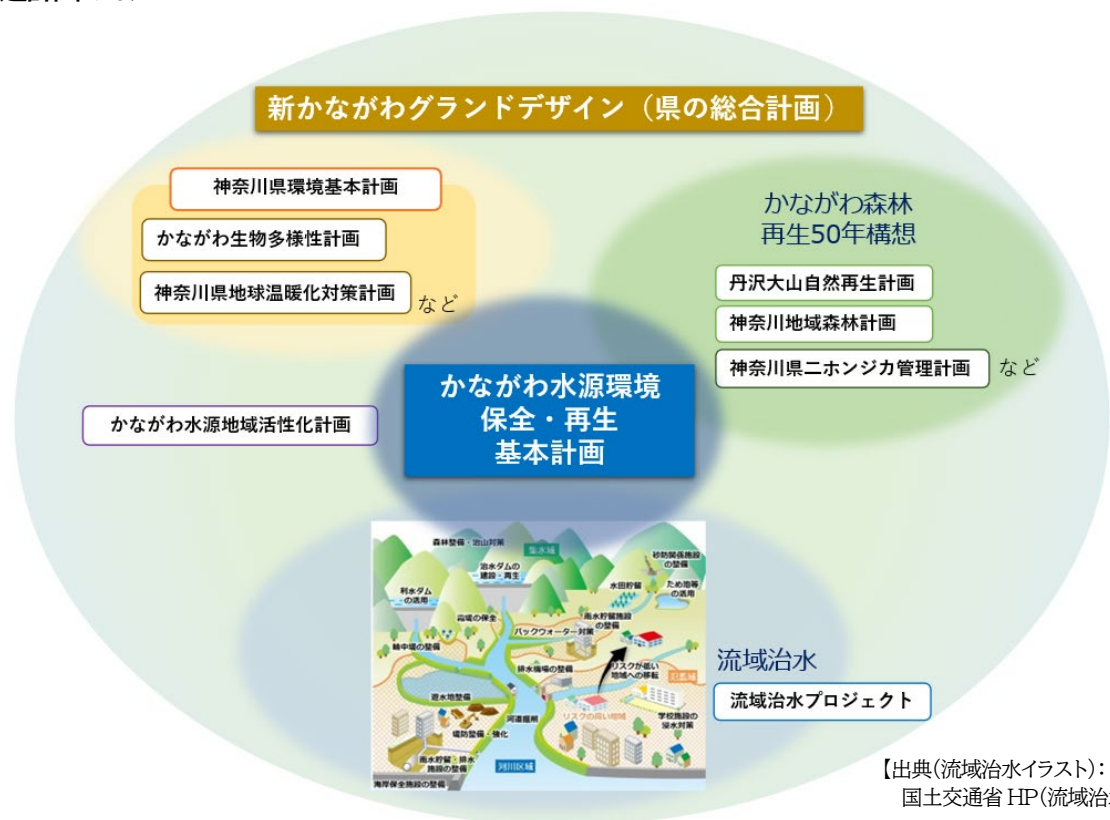 新かながわグランドデザイン（県の総合計画）
神奈川県環境基本計画
かながわ生物多様性計画
神奈川県地球温暖化対策計画
など
かながわ森林
再生50年構想
丹沢大山自然再生計画
神奈川地域森林計画
神奈川県ニホンジカ管理計画
など
かながわ水源環境
保全・再生
基本計画
かながわ水源地域活性化計画
森林整備・治山対策
集水域
治水ダムの
建設・再生
砂防関係施設
の整備
利水ダム
の活用
水田貯留
ため池等
の活用
霞堤の保全
雨水貯留施設
の整備
バックウォーター対策
輪中堤の整備
排水機場の整備
リスクが低い
地域への移転
氾濫域
遊水地整備
河道掘削
リスクの高い地域
学校施設の
浸水対策
堤防整備・強化
雨水貯留・排水
施設の整備
河川区域
海岸保全施設の整備
流域治水
流域治水プロジェクト
【出典(流域治水イラスト)：
国土交通省HP(流域治